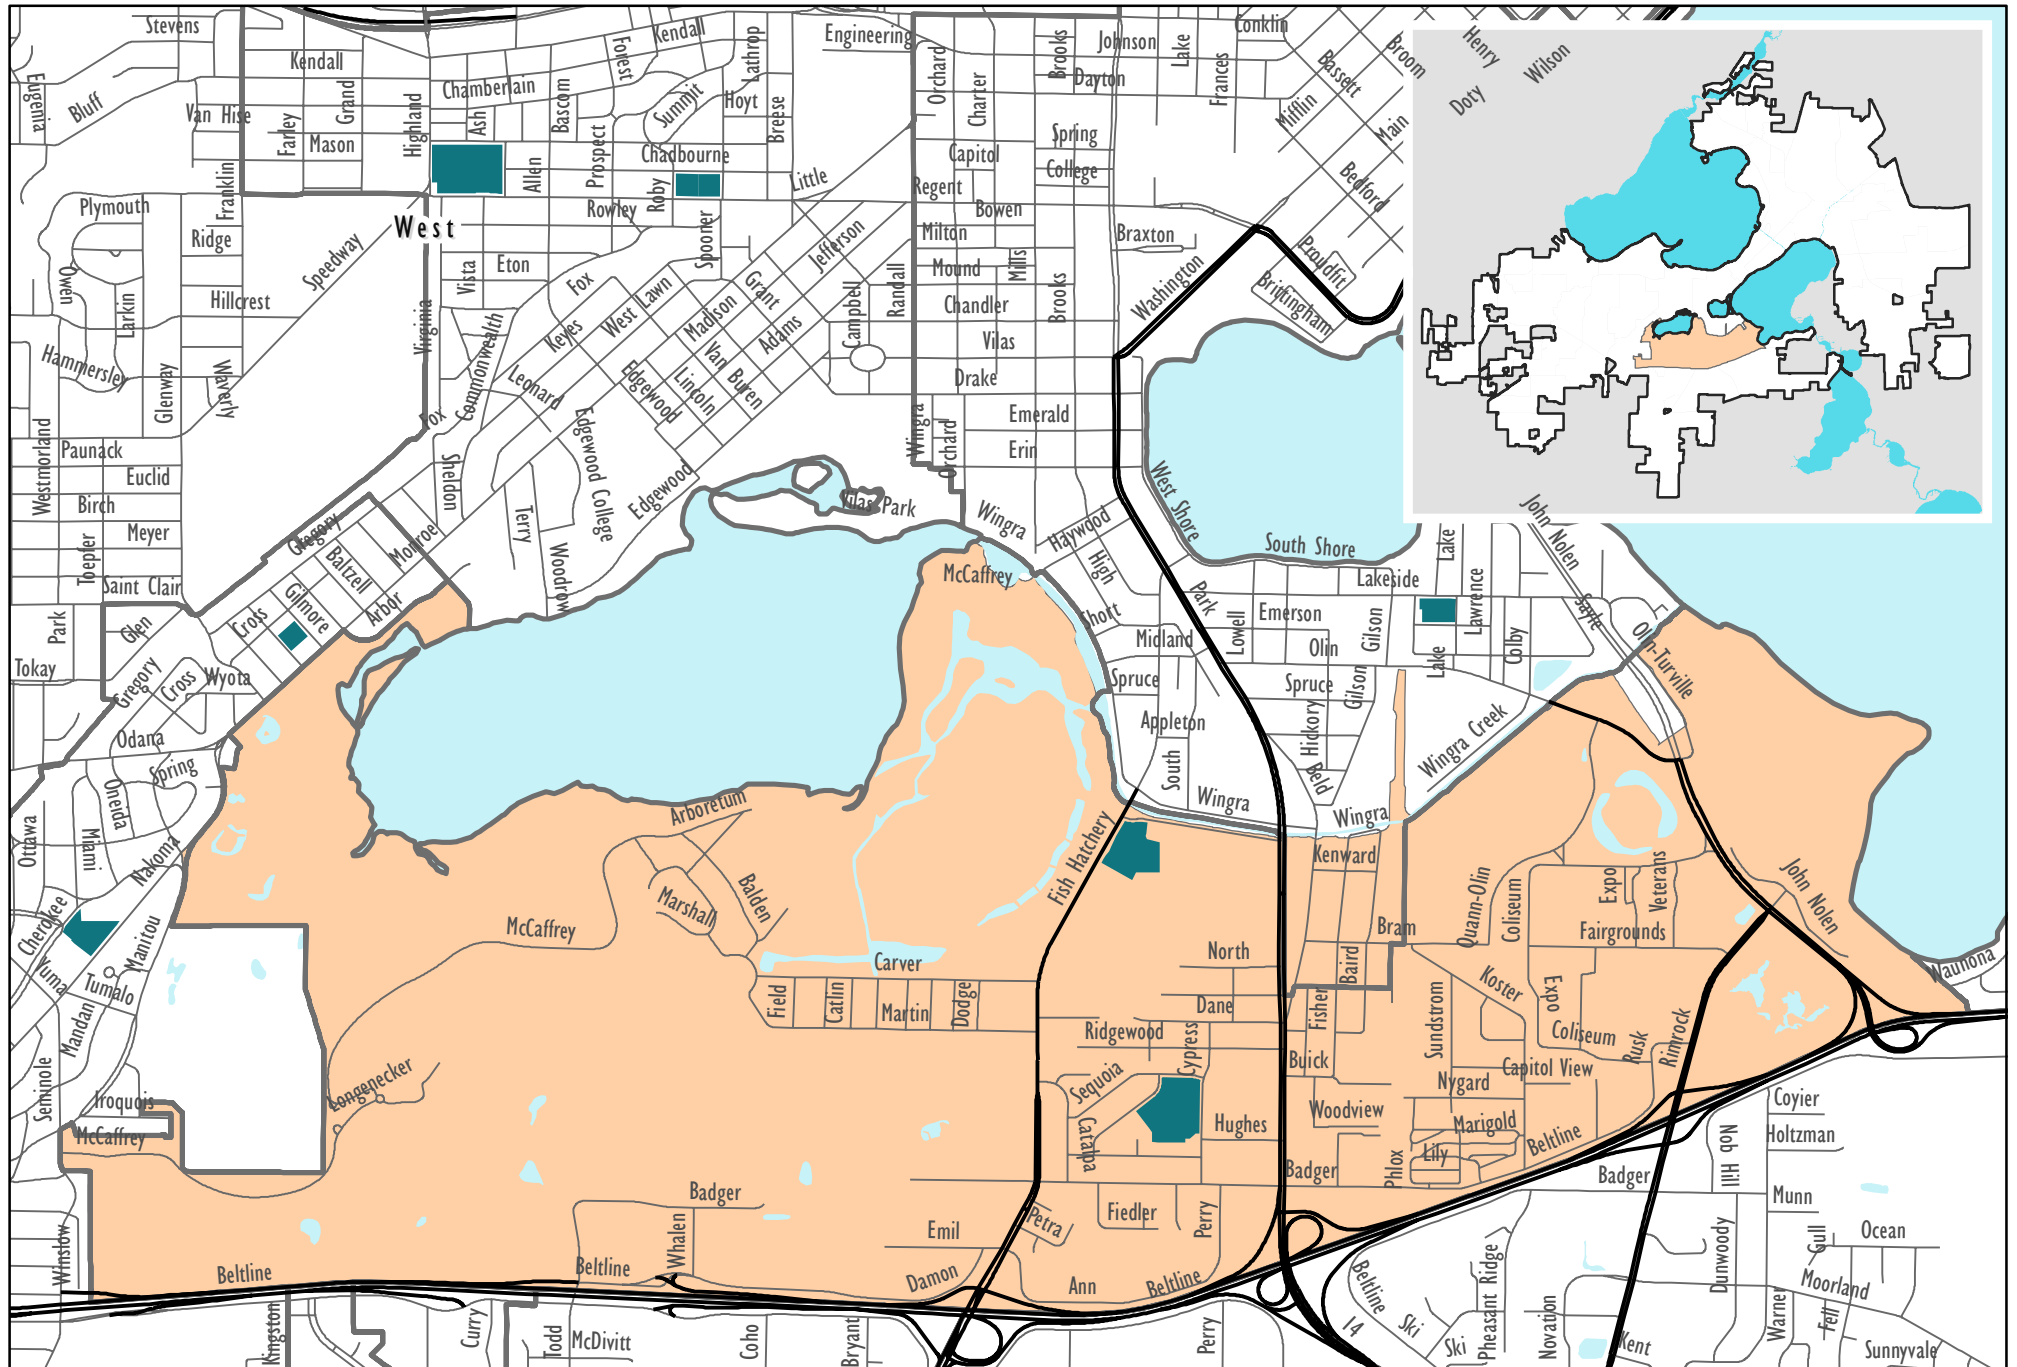 Stevens
Kendall
Forest
Kendall
Lathrop
Engineering
Orchard
Charter
Brooks
Johnson
Lake
Conklin
Frances
Dayton
Bassett
Broom
Henry
Wilson
Doty
Mifflin
Main
Bedford
Eugenia
Bluff
Van Hise
Farley
Grand
Mason
Highland
Chamberlain
Ash
Bascom
Summit
Hoyt
Breese
Prospect
Allen
Chadbourne
Roby
Little
Spring
Capitol
College
Regent
Franklin
Plymouth
Ridge
Speedway
West
Rowley
Spooner
Bowen
Milton
Braxton
Washington
Proudfit
Brittingham
Owen
Larkin
Hillcrest
Vista
Eton
Fox
West Lawn
Grant
Jefferson
Randall
Mound
Mills
Chandler
Brooks
Virginia
Commonwealth
Keyes
Madison
Adams
Campbell
Vilas
Drake
Hammersley
Glenway
Waverly
Leonard
Edgewood
Lincoln
Van Buren
Fox
Emerald
Erin
Wingra
Orchard
Westmorland
Paunack
Euclid
Birch
Meyer
Toepfer
Saint Clair
Sheldon
Edgewood College
Edgewood
Terry
Woodrow
Vilas Park
Wingra
Haywood
High
West Shore
South Shore
John Nolen
Gregory
Baltzell
Monroe
Gilmore
Arbor
Cross
Glen
Park
Tokay
Gregory
Cross
Wyota
Odana
Spring
McCaffrey
Short
Midland
Park
Lowell
Emerson
Olin
Gilson
Lakeside
Lake
Lawrence
Sayle
Olin-Turville
Colby
Lake
Spruce
Spruce
Gilson
Hickory
Appleton
South
Wingra
Beld
Wingra
Wingra Creek
Ottawa
Miami
Oneida
Nakoma
Arboretum
Marshall
Balden
McCaffrey
Fish Hatchery
Kenward
Quann-Olin
Coliseum
Expo
Veterans
Fairgrounds
John Nolen
Waunona
Cherokee
Yuma
Tumalo
Manitou
Mandan
Seminole
Iroquois
McCaffrey
Longenecker
Carver
Field
Catlin
Martin
Dodge
North
Dane
Ridgewood
Cypress
Bram
Baird
Fisher
Koster
Sundstrom
Expo
Coliseum
Rusk
Rimrock
Sequoia
Catalpa
Hughes
Buick
Woodview
Nygard
Capitol View
Marigold
Lily
Phlox
Badger
Beltline
Badger
Coyier
Holtzman
Nob Hill
Munn
Winslow
Beltline
Badger
Whalen
Beltline
Emil
Damon
Petra
Fiedler
Perry
Ann
Beltline
Kingston
Curry
Todd
McDivitt
Coho
Bryant
Perry
14
Beltline
Ski
Ski
Pheasant Ridge
Novation
Kent
Dunwoody
Warner
Gull
Ocean
Moorland
Fell
Sunnyvale